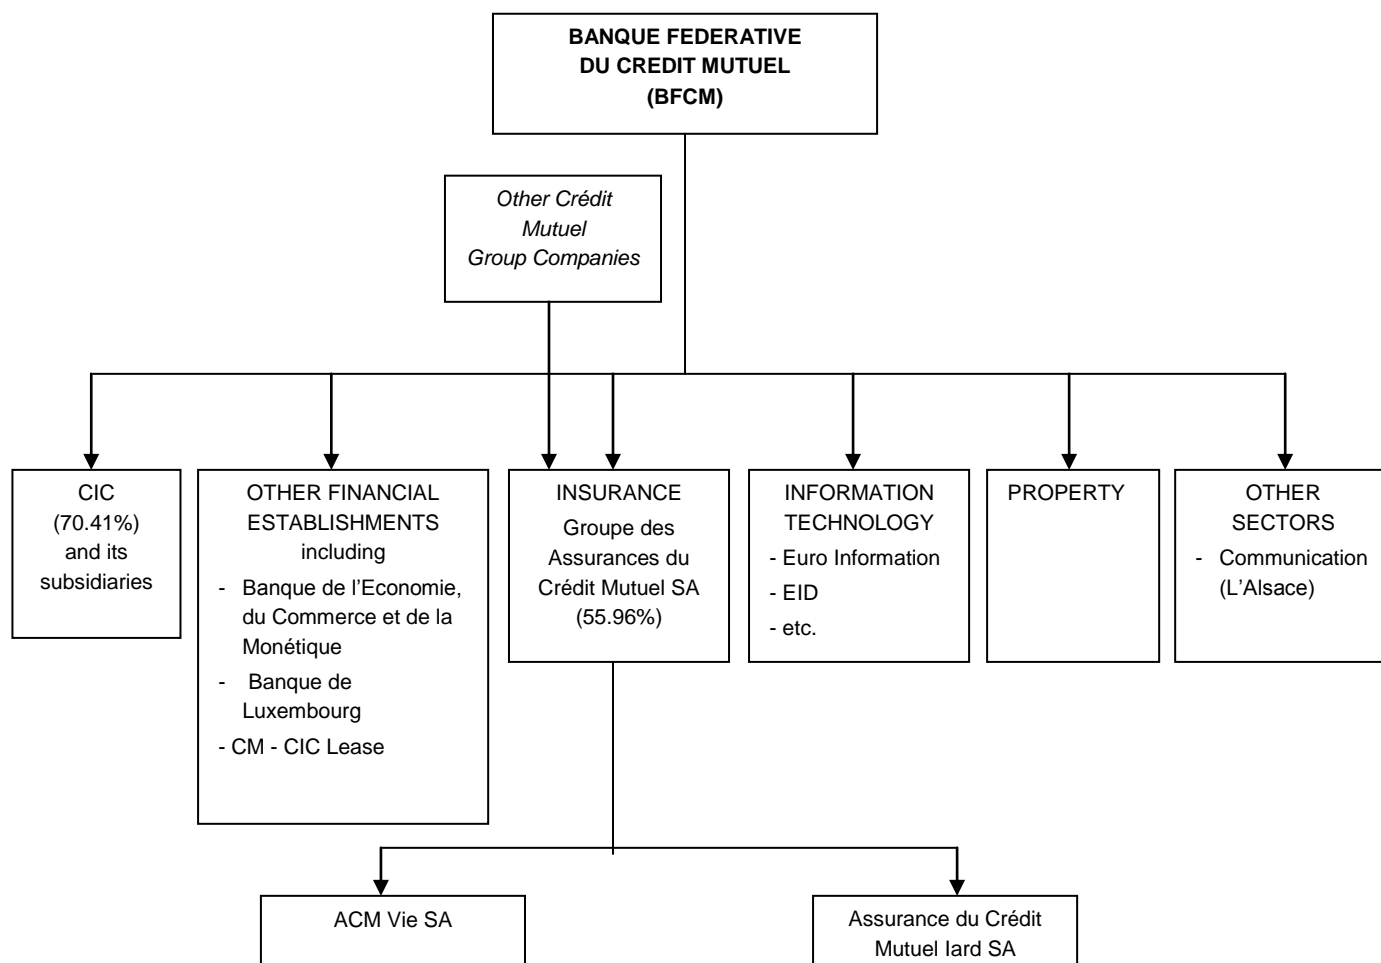 BANQUE FEDERATIVE
DU CREDIT MUTUEL
(BFCM)
Other Crédit
Mutuel
Group Companies
CIC
(70.41%)
and its
subsidiaries
OTHER FINANCIAL
ESTABLISHMENTS
including
- Banque de l’Economie,
du Commerce et de la
Monétique
- Banque de
Luxembourg
- CM - CIC Lease
INSURANCE
Groupe des
Assurances du
Crédit Mutuel SA
(55.96%)
INFORMATION
TECHNOLOGY
- Euro Information
- EID
- etc.
PROPERTY
OTHER
SECTORS
- Communication
(L’Alsace)
ACM Vie SA
Assurance du Crédit
Mutuel Iard SA